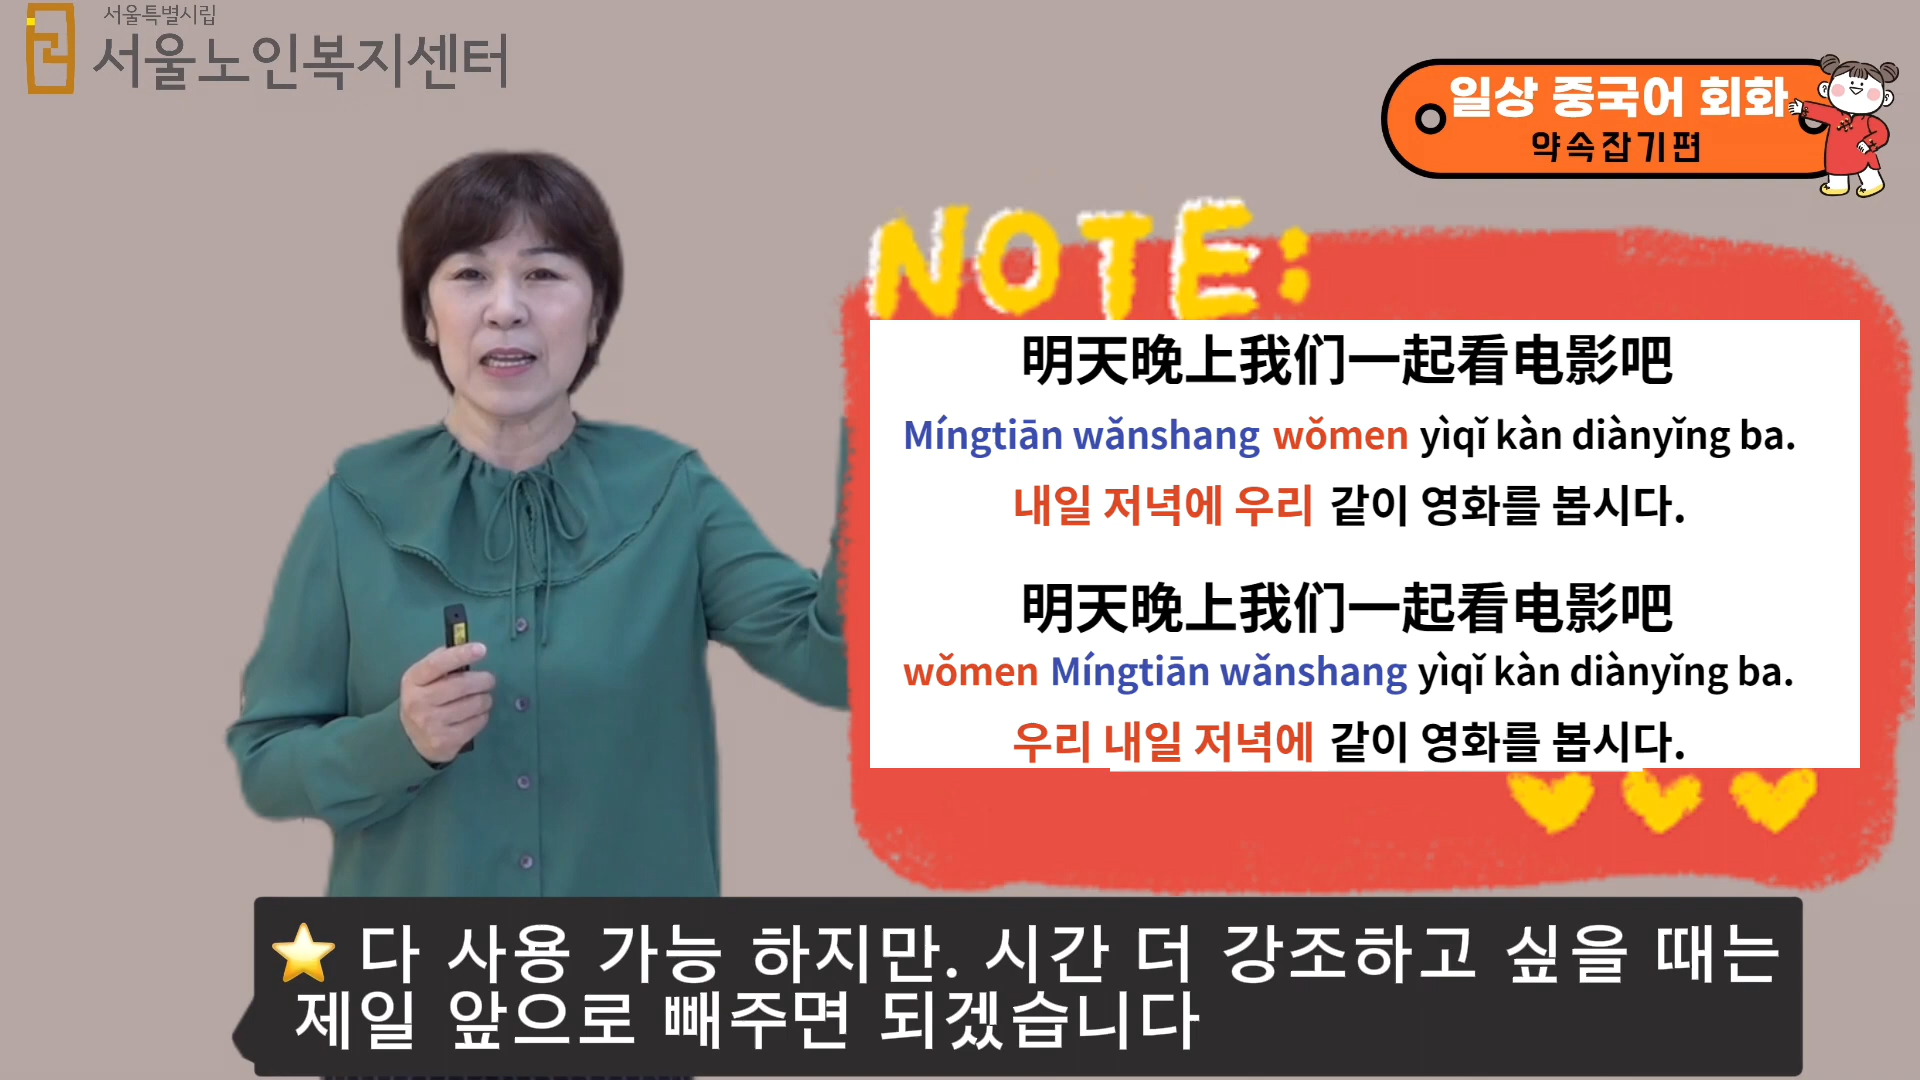 서울특별시립
서울노인복지센터
일상 중국어 회화
약속잡기편
NOTE:
明天晚上我们一起看电影吧
Míngtiān wǎnshang wǒmen yìqǐ kàn diànyǐng ba.
내일 저녁에 우리 같이 영화를 봅시다.
明天晚上我们一起看电影吧
wǒmen Míngtiān wǎnshang yìqǐ kàn diànyǐng ba.
우리 내일 저녁에 같이 영화를 봅시다.
⭐ 다 사용 가능 하지만. 시간 더 강조하고 싶을 때는
제일 앞으로 빼주면 되겠습니다